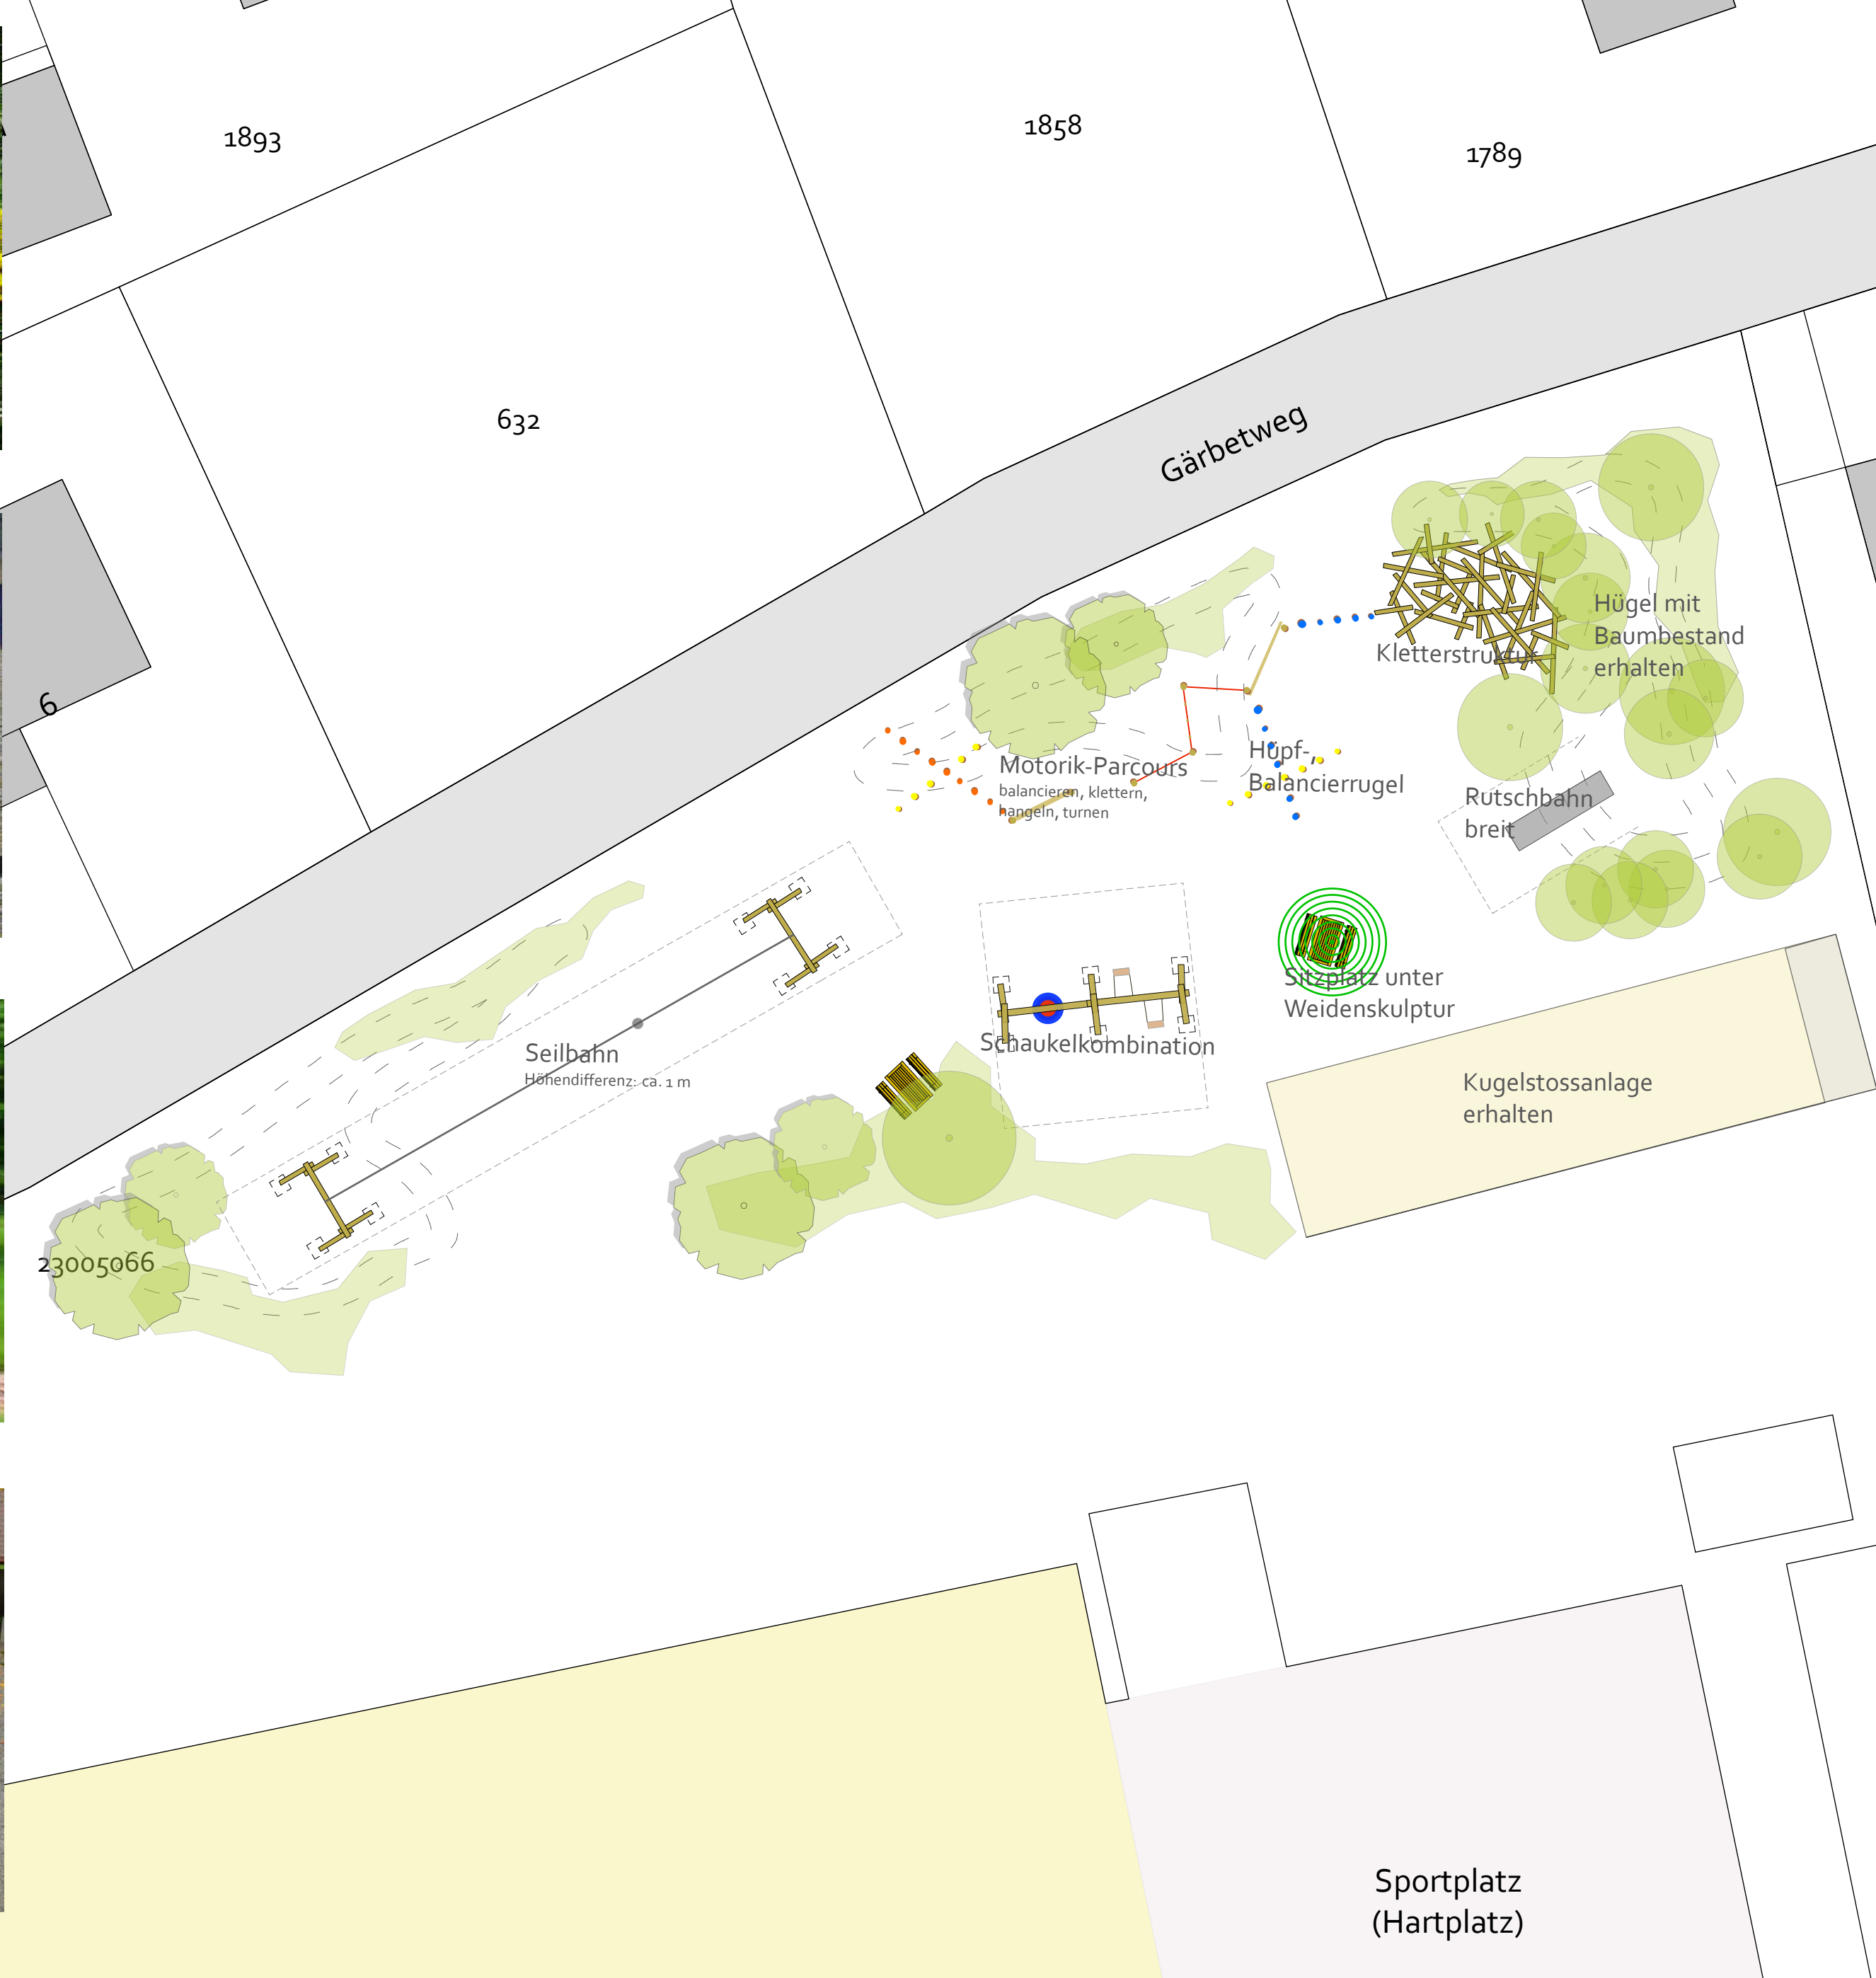 1893
1858
1789
632
Gärbetweg
6
Hügel mit
Baumbestand
erhalten
Kletterstruktur
Motorik-Parcours
balancieren, klettern,
hangeln, turnen
Hüpf-,
Balancierrugel
Rutschbahn
breit
Sitzplatz unter
Weidenskulptur
Schaukelkombination
Seilbahn
Höhendifferenz: ca. 1 m
Kugelstossanlage
erhalten
23005066
Sportplatz
(Hartplatz)